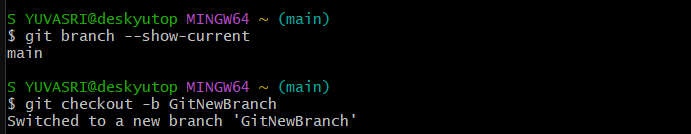 S YUVASRI@deskyutop MINGW64 ~ (main)
$ git branch --show-current
main
S YUVASRI@deskyutop MINGW64 ~ (main)
$ git checkout -b GitNewBranch
Switched to a new branch 'GitNewBranch'